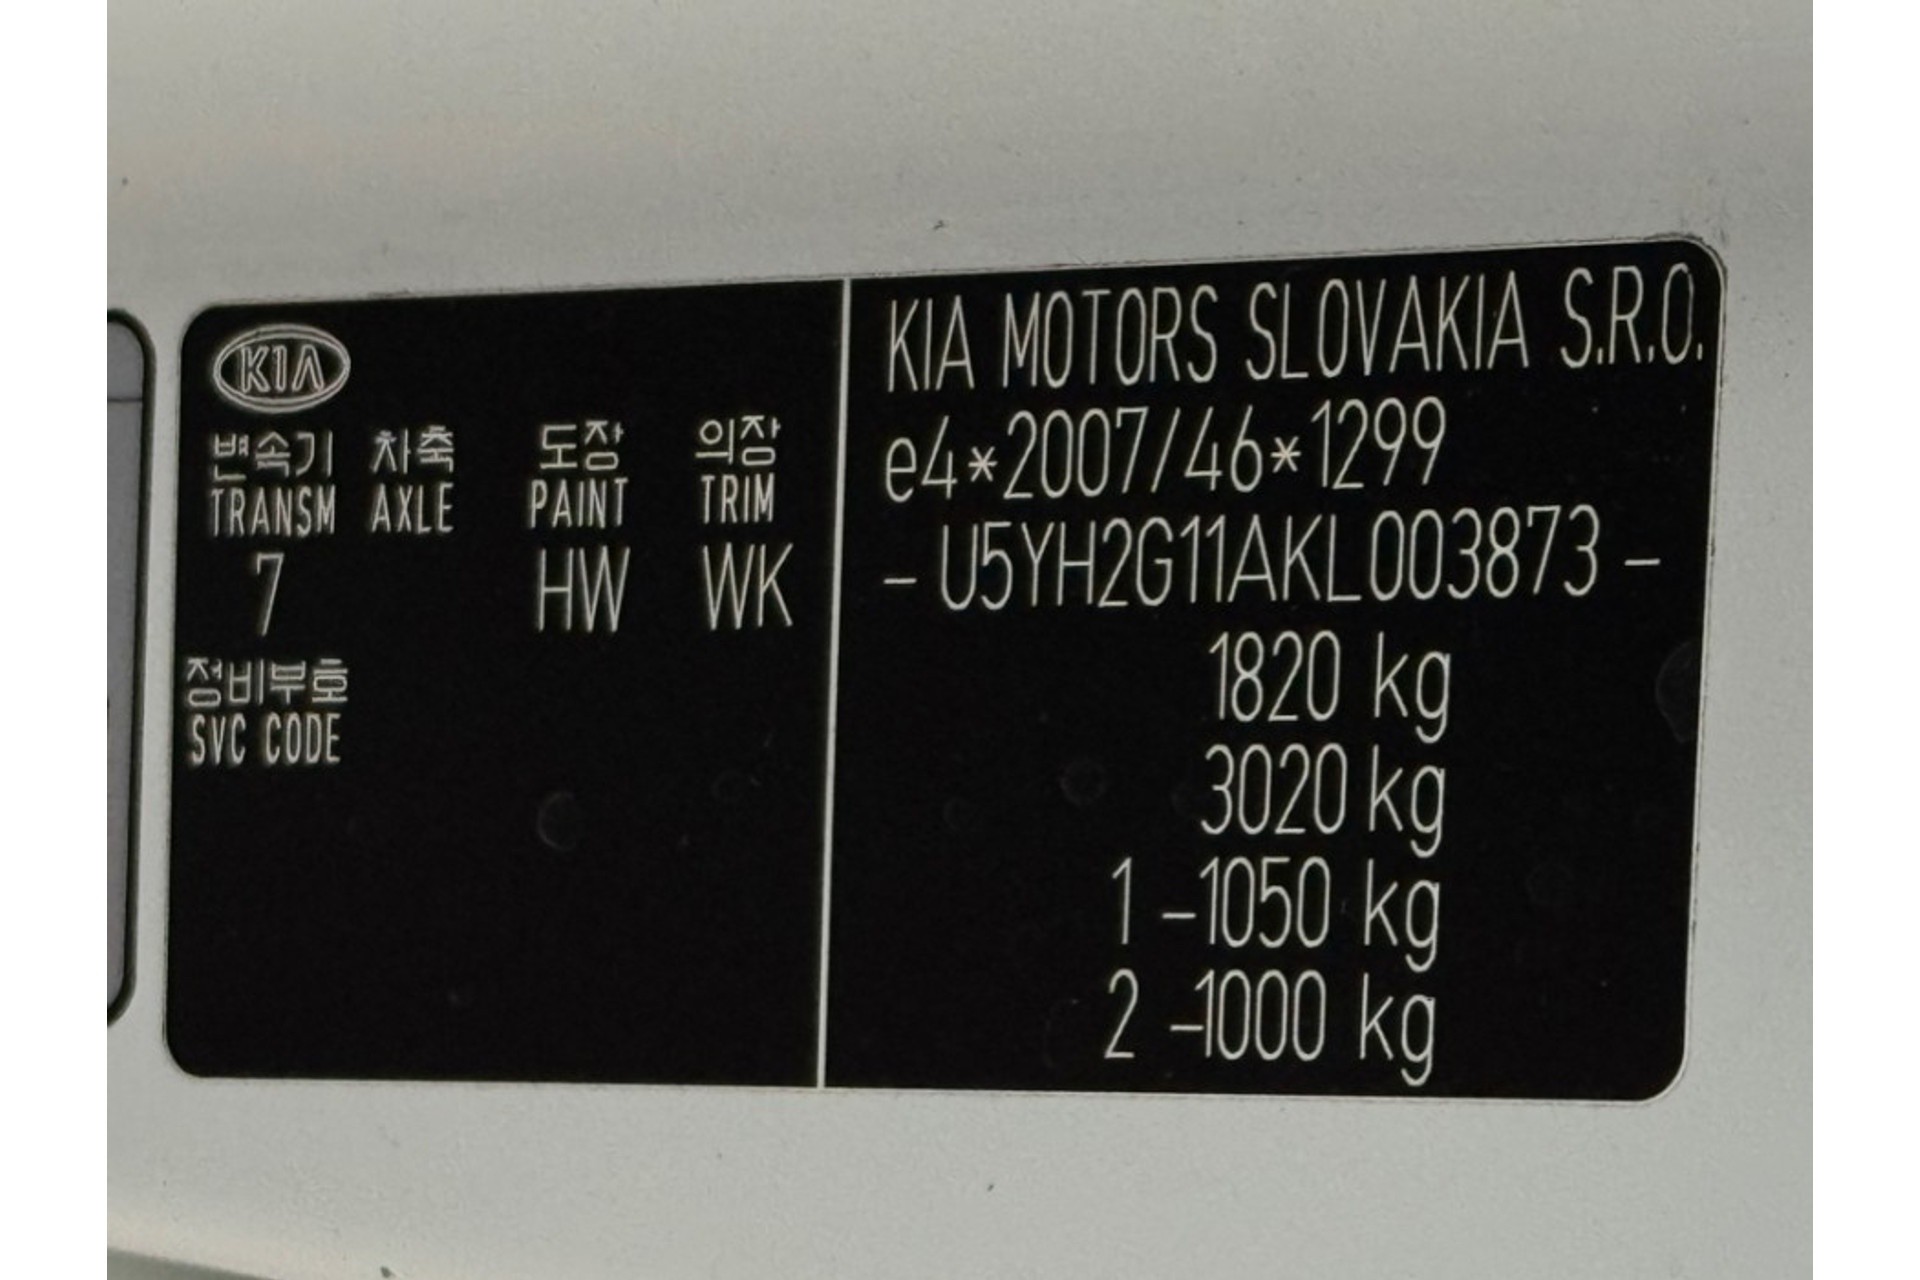 KIA
변속기 차축 도장 의장
TRANSM AXLE PAINT TRIM
7 HW WK
정비부호
SVC CODE
KIA MOTORS SLOVAKIA S.R.O.
e4*2007/46*1299
- U5YH2G11AKL003873 -
1820 kg
3020 kg
1 -1050 kg
2 -1000 kg